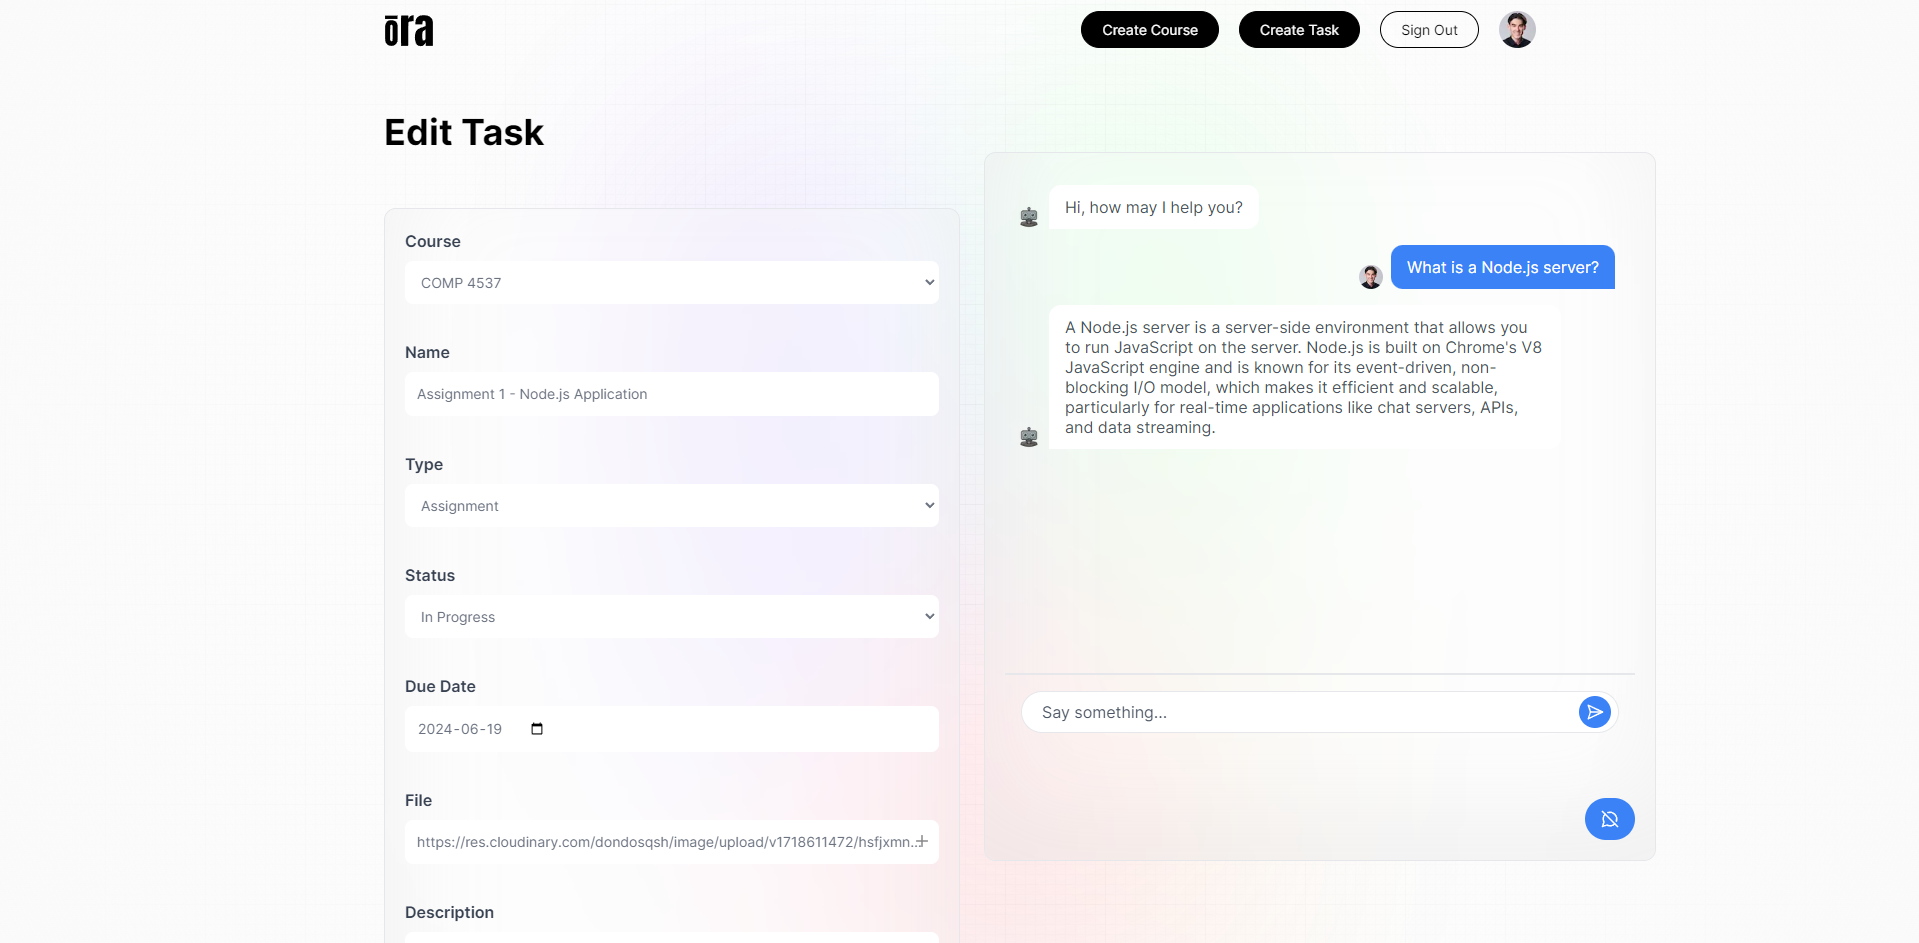 ōra
Create Course
Create Task
Sign Out
Edit Task
Course
COMP 4537
Name
Assignment 1 - Node.js Application
Type
Assignment
Status
In Progress
Due Date
2024-06-19
File
https://res.cloudinary.com/dondosqsh/image/upload/v1718611472/hsfjxmn...
Description
Hi, how may I help you?
What is a Node.js server?
A Node.js server is a server-side environment that allows you
to run JavaScript on the server. Node.js is built on Chrome's V8
JavaScript engine and is known for its event-driven, non-
blocking I/O model, which makes it efficient and scalable,
particularly for real-time applications like chat servers, APIs,
and data streaming.
Say something...